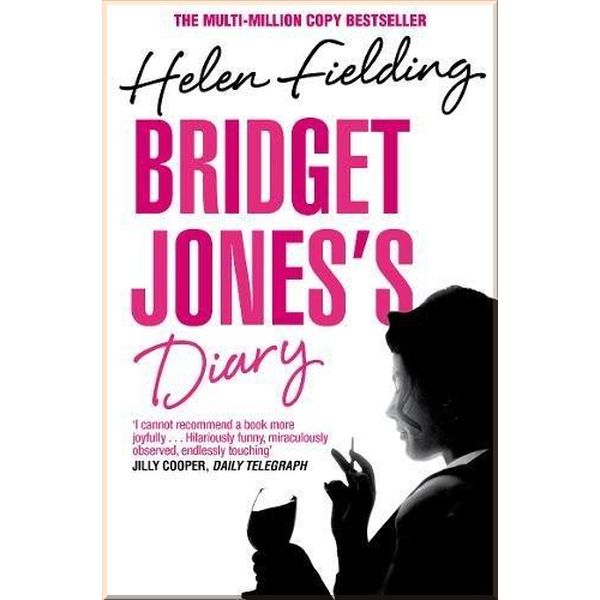 THE MULTI-MILLION COPY BESTSELLER
Helen Fielding
BRIDGET
JONES'S
Diary
'I cannot recommend a book more
joyfully . . . Hilariously funny, miraculously
observed, endlessly touching'
JILLY COOPER, DAILY TELEGRAPH